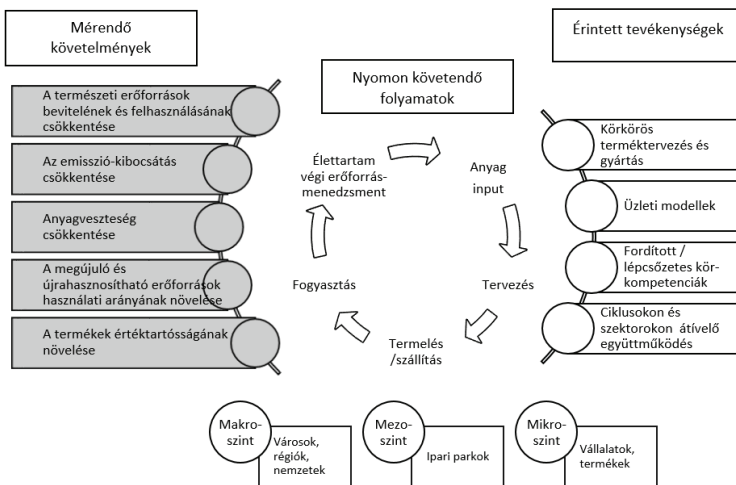 Mérendő
követelmények
A természeti erőforrások
bevitelének és felhasználásának
csökkentése
Az emisszió-kibocsátás
csökkentése
Anyagveszteség
csökkentése
A megújuló és
újrahasznosítható erőforrások
használati arányának növelése
A termékek értéktartósságának
növelése
Nyomon követendő
folyamatok
Anyag
input
Tervezés
Termelés
/szállítás
Fogyasztás
Élettartam
végi erőforrás-
menedzsment
Érintett tevékenységek
Körkörös
terméktervezés és
gyártás
Üzleti modellek
Fordított /
lépcsőzetes kör-
kompetenciák
Ciklusokon és
szektorokon átívelő
együttműködés
Makro-
szint
Városok,
régiók,
nemzetek
Mezo-
szint
Ipari parkok
Mikro-
szint
Vállalatok,
termékek